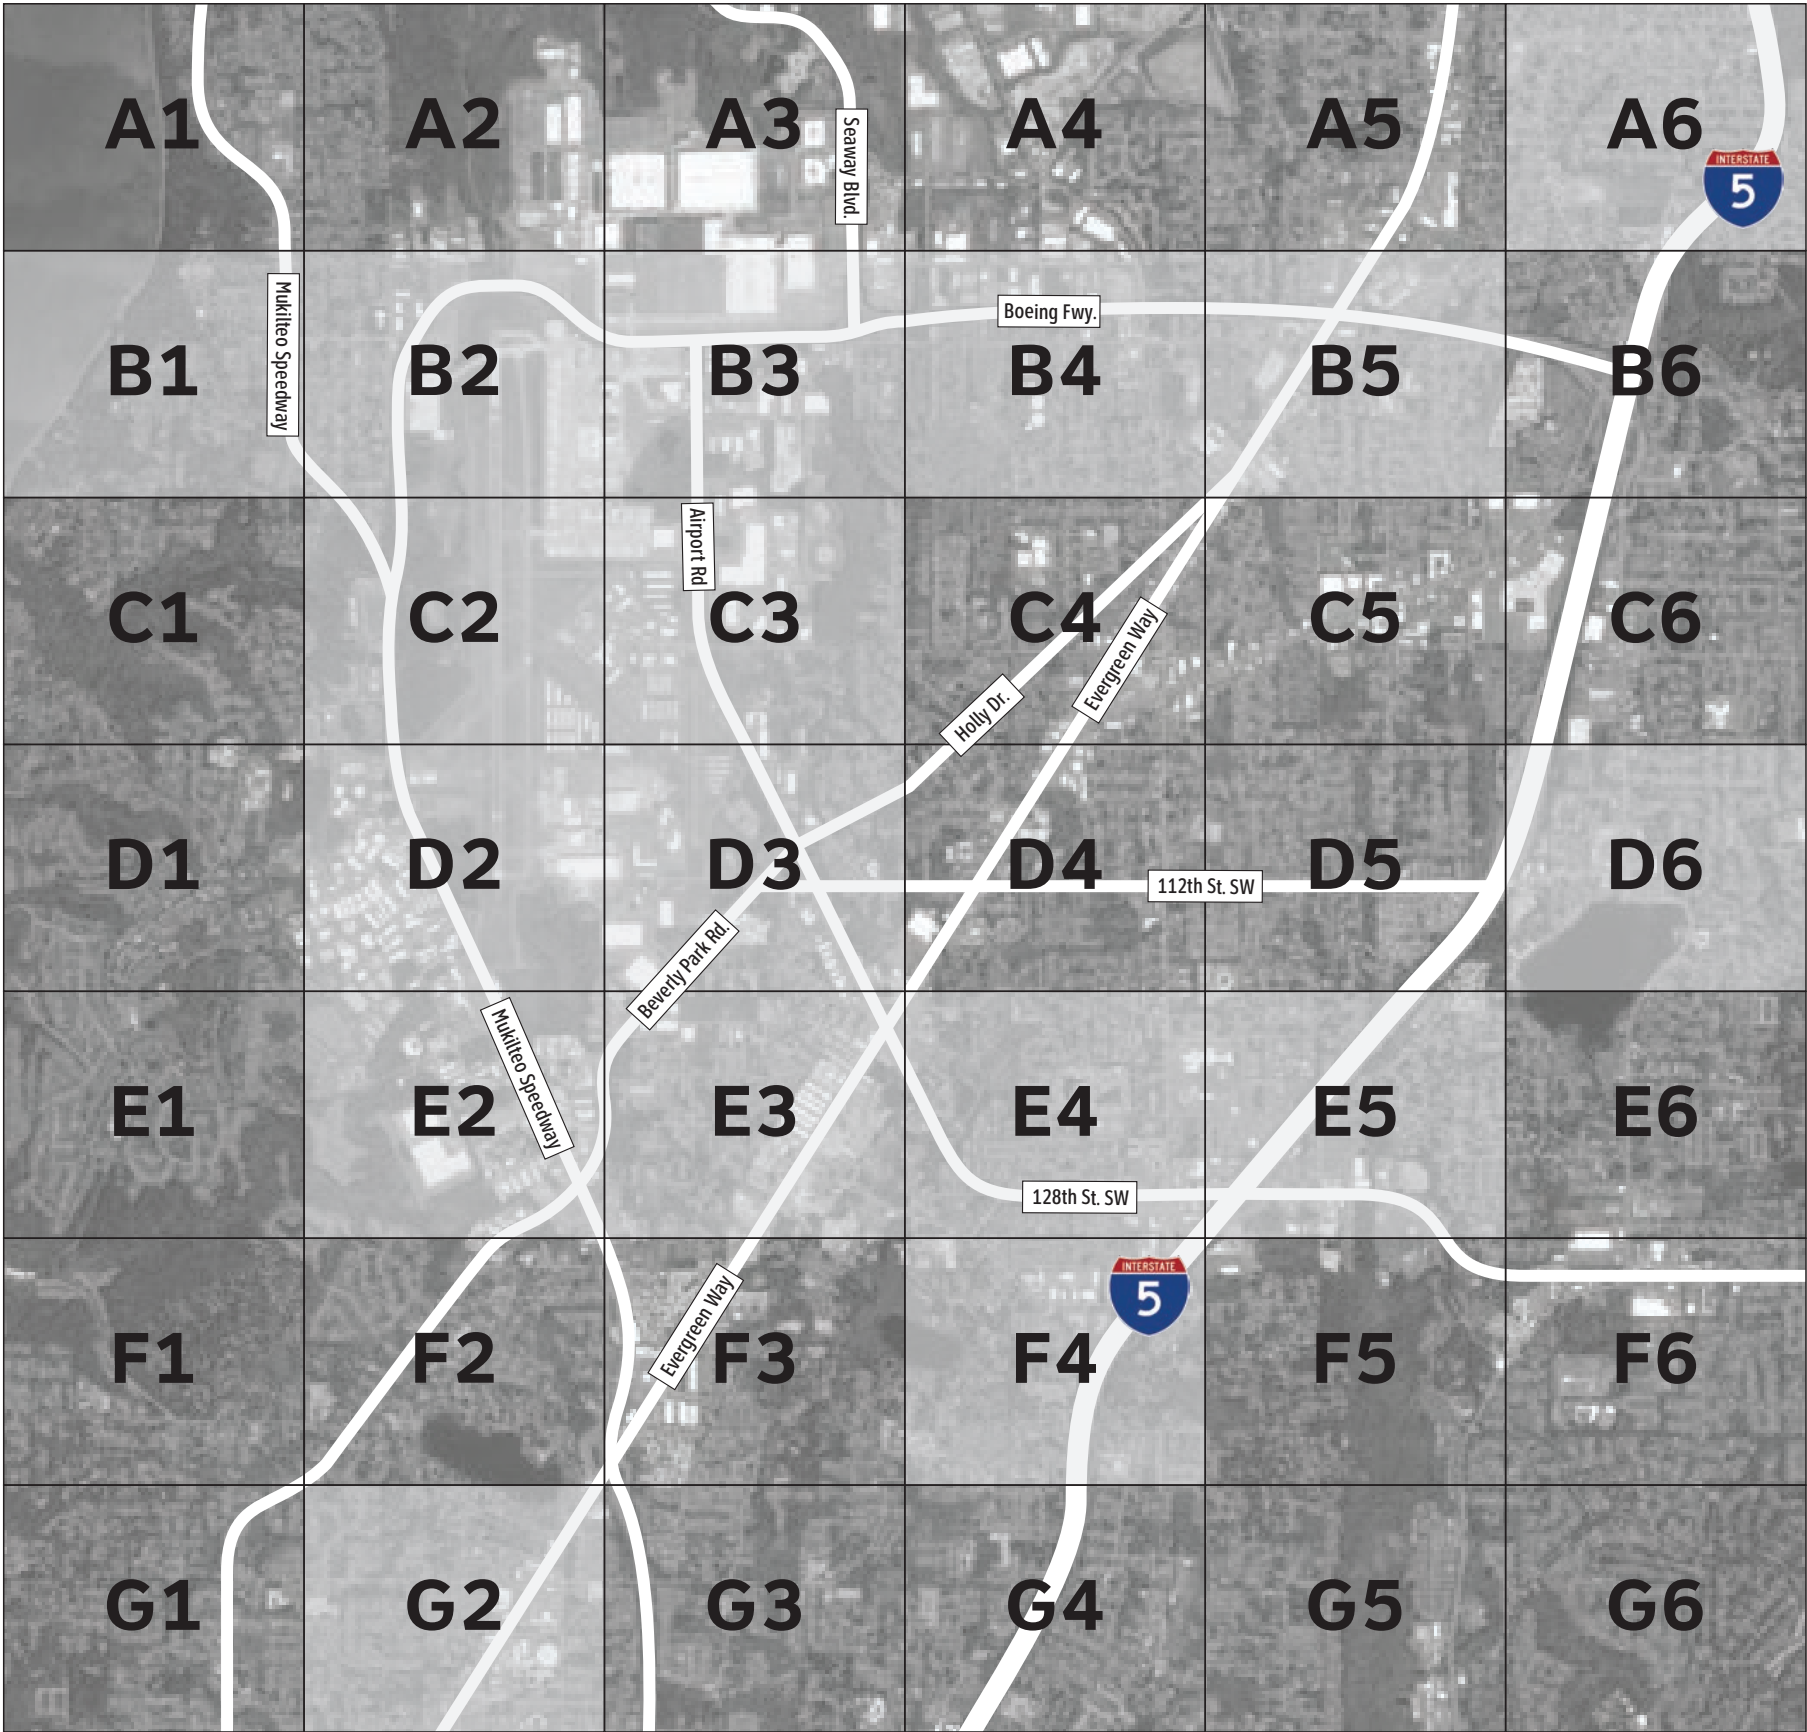 A1
A2
A3
A4
A5
A6
Seaway Blvd.
INTERSTATE
5
Mukilteo Speedway
Boeing Fwy.
B1
B2
B3
B4
B5
B6
Airport Rd
C1
C2
C3
C4
C5
C6
Evergreen Way
Holly Dr.
D1
D2
D3
D4
D5
D6
112th St. SW
Beverly Park Rd.
Mukilteo Speedway
E1
E2
E3
E4
E5
E6
128th St. SW
INTERSTATE
5
Evergreen Way
F1
F2
F3
F4
F5
F6
G1
G2
G3
G4
G5
G6